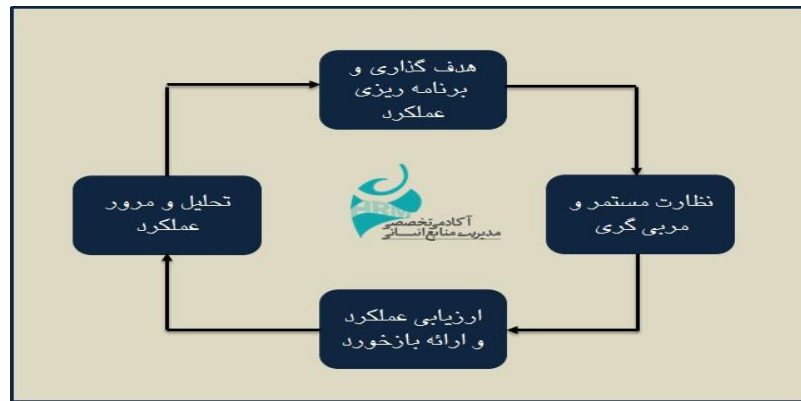 هدف گذاری و
برنامه ریزی
عملکرد
نظارت مستمر و
مربی گری
ارزیابی عملکرد
و ارائه بازخورد
تحلیل و مرور
عملکرد
HRM
آکادمی تخصصی
مدیریت منابع انسانی